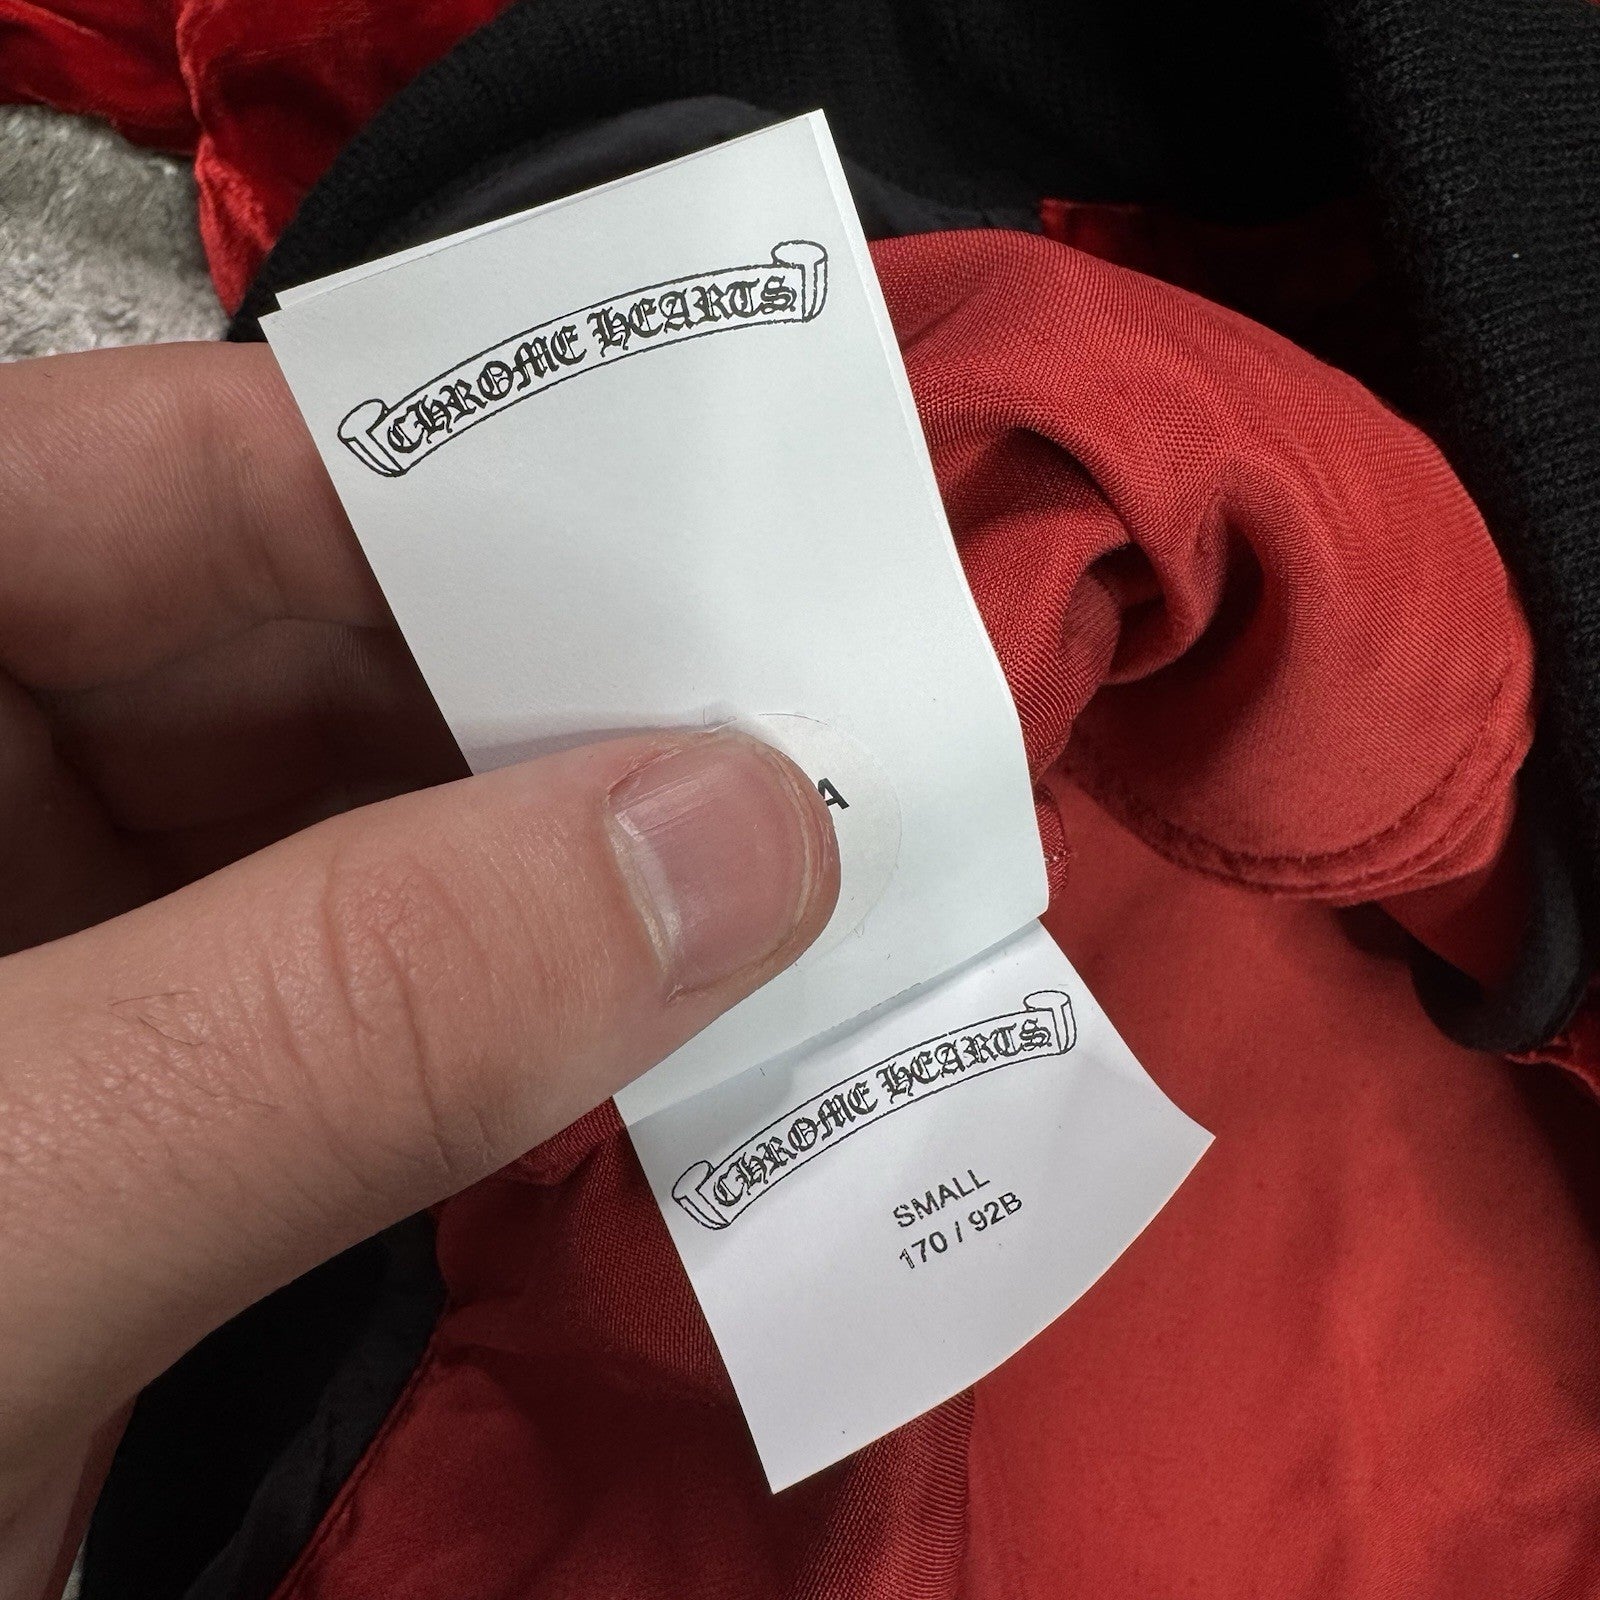 CHROME HEARTS
A
CHROME HEARTS
SMALL
170 / 92B